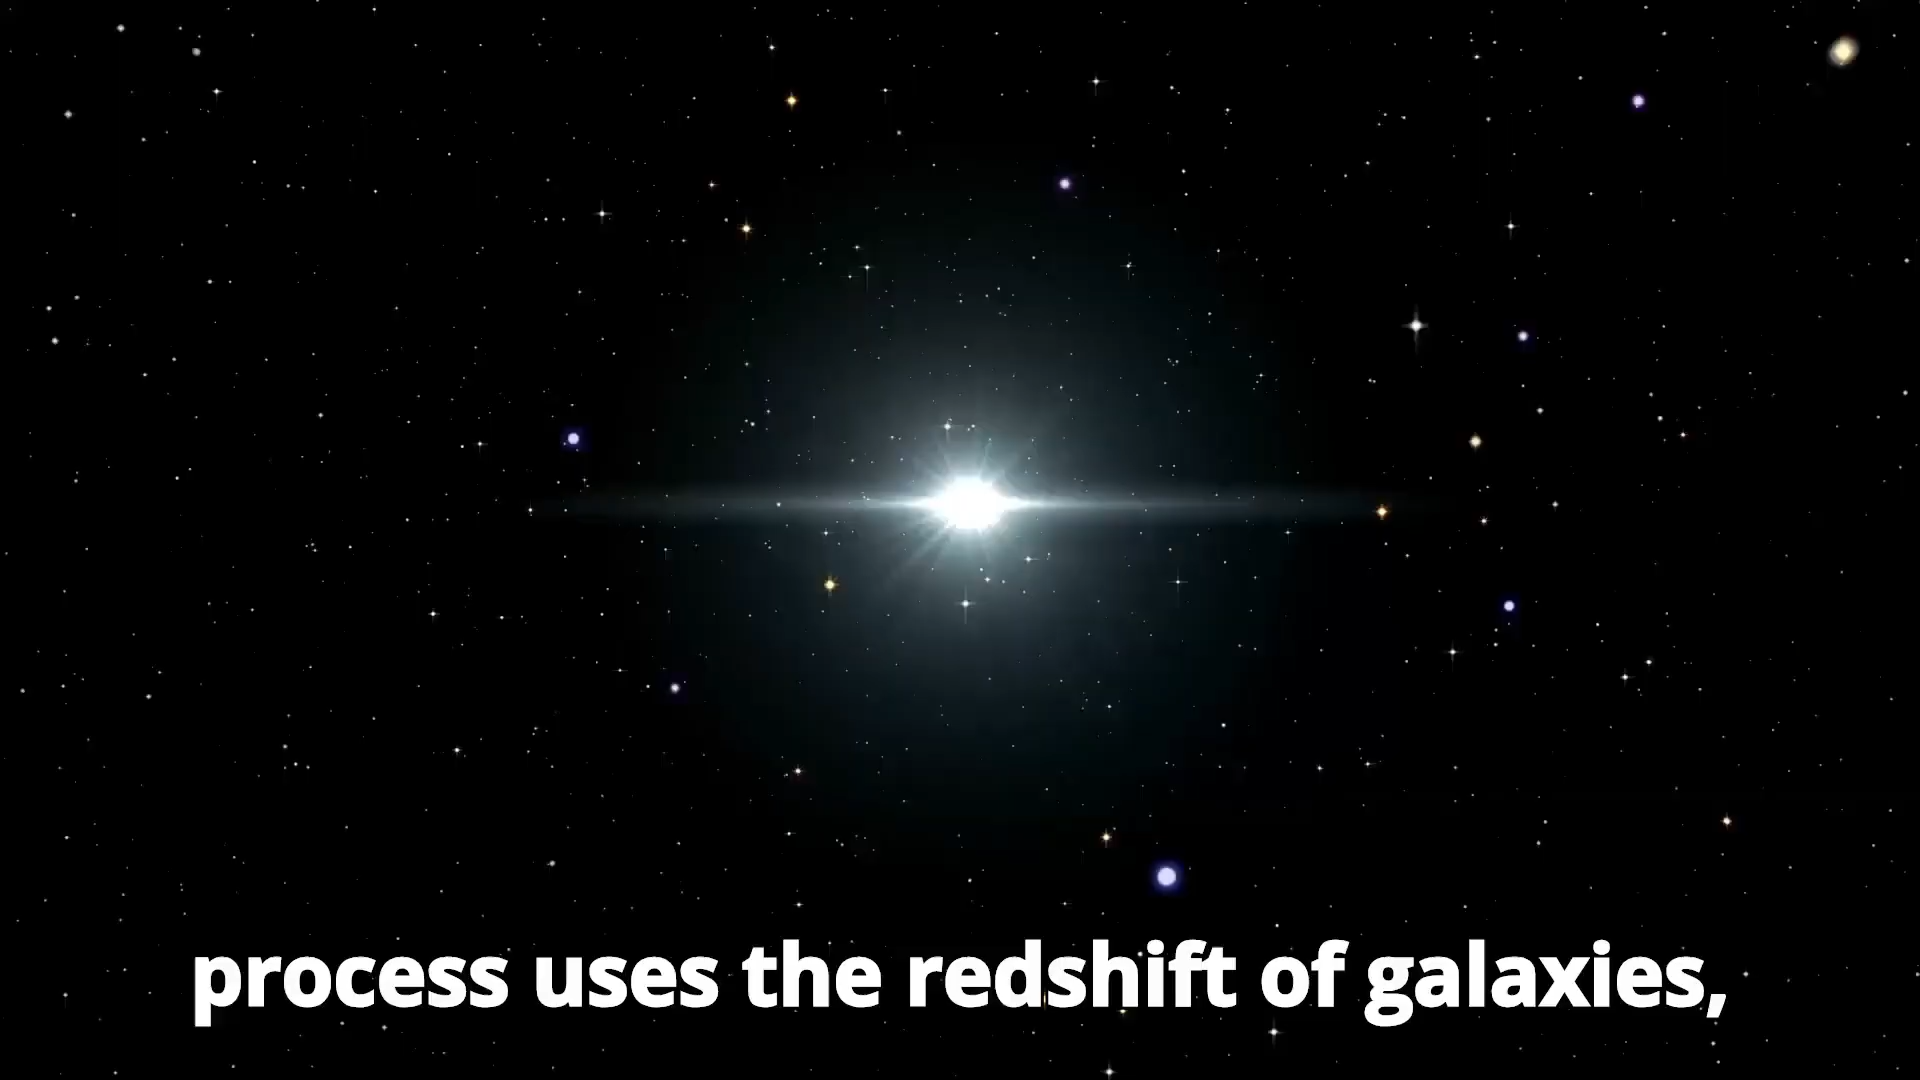 process uses the redshift of galaxies,